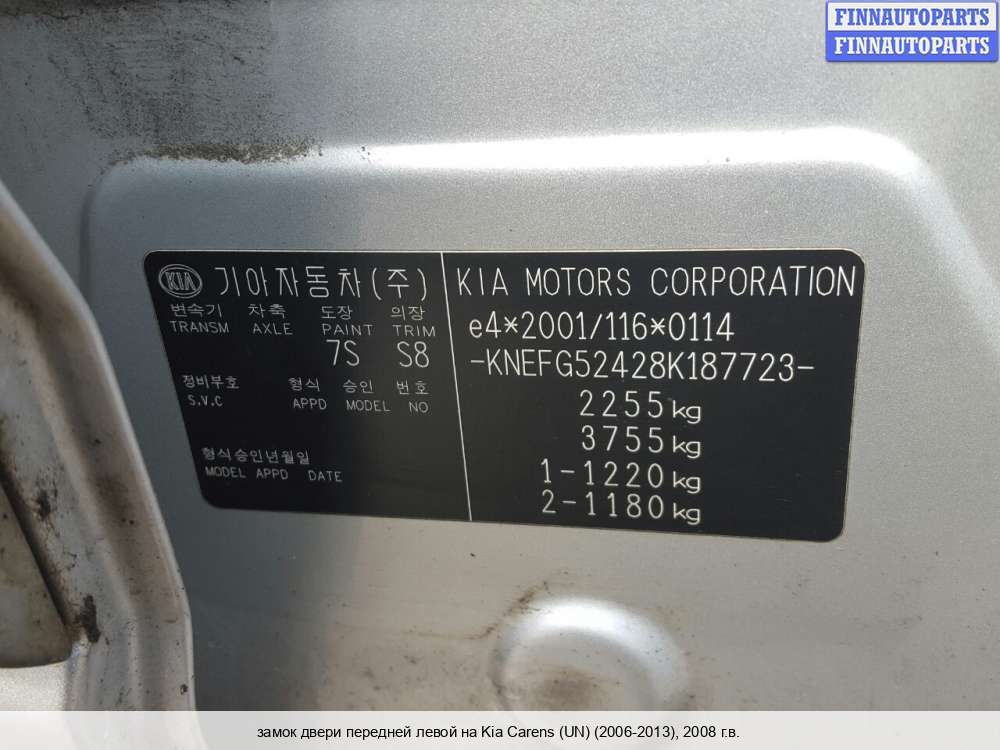 FINNAUTOPARTS
FINNAUTOPARTS
KIA 기아자동차(주)
변속기 차축 도장 의장
TRANSM AXLE PAINT TRIM
7S S8
정비부호 형식 승인 번호
S.V.C APPD MODEL NO
형식승인년월일
MODEL APPD DATE
KIA MOTORS CORPORATION
e4*2001/116*0114
-KNEFG52428K187723-
2255kg
3755kg
1-1220kg
2-1180kg
замок двери передней левой на Kia Carens (UN) (2006-2013), 2008 г.в.